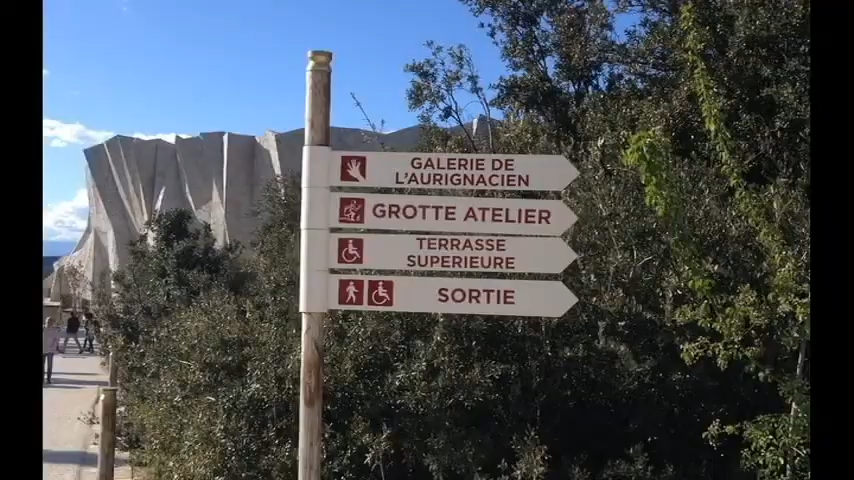 GALERIE DE
L'AURIGNACIEN
GROTTE ATELIER
TERRASSE
SUPERIEURE
SORTIE